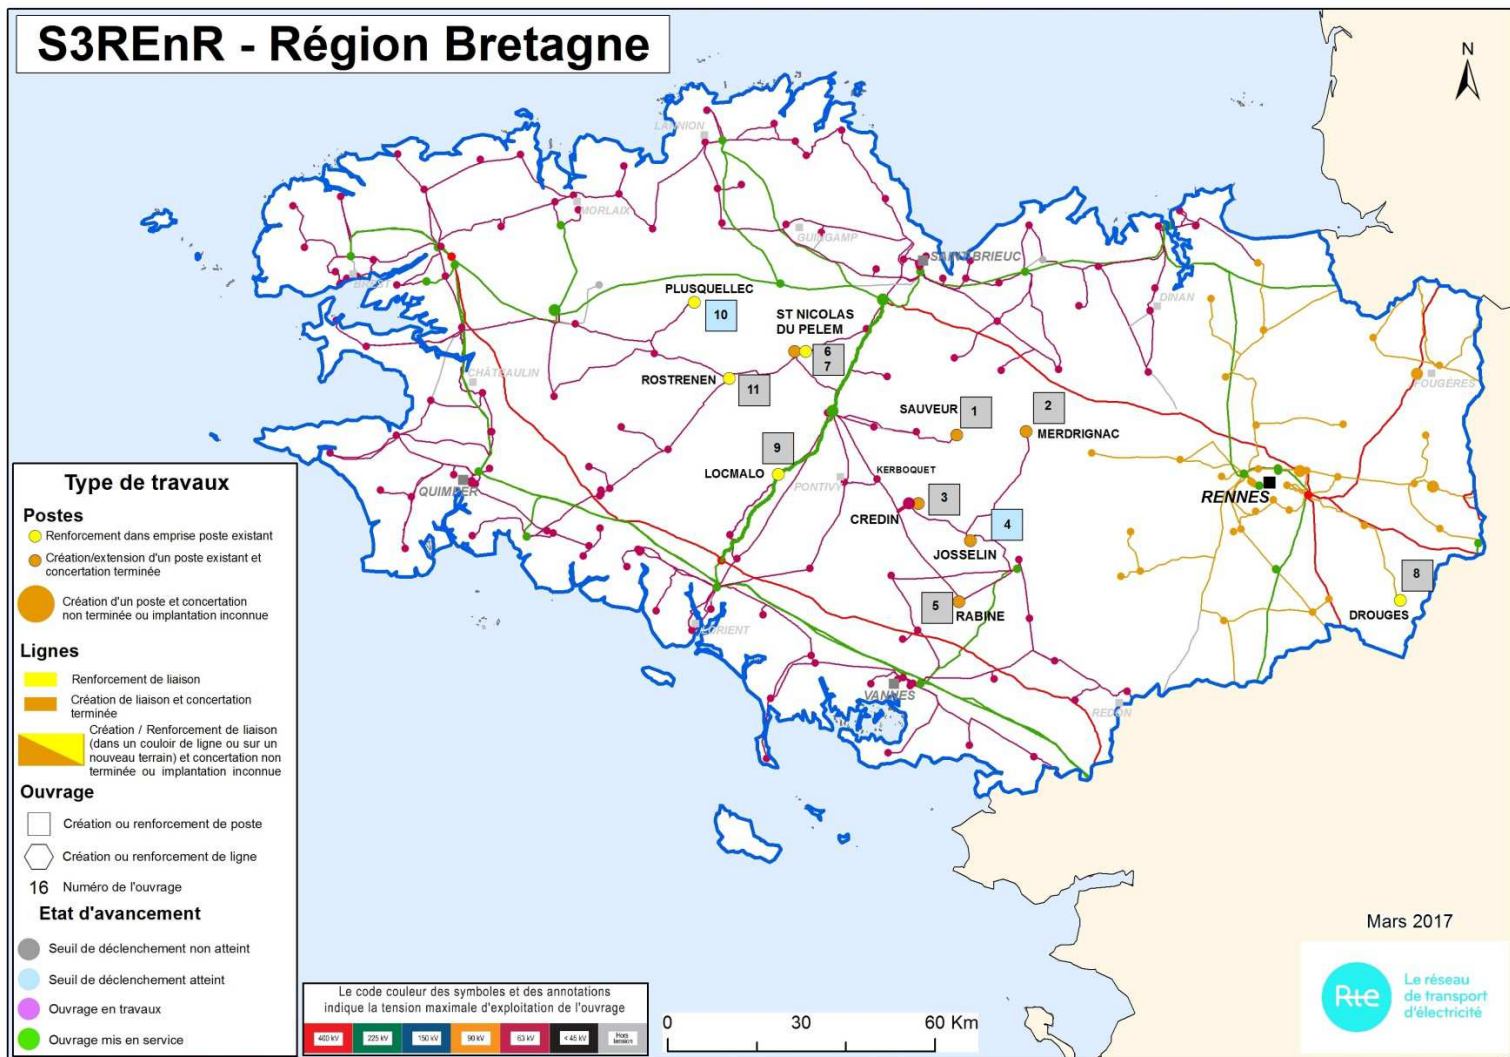 S3REnR - Région Bretagne
N
LANNION
MORLAIX
GUINGAMP
SAINT-BRIEUC
BREST
DINAN
PLUSQUELLEC
10
ST NICOLAS
DU PELEM
6
7
CHÂTEAULIN
ROSTRENEN
11
FOUGÈRES
SAUVEUR
1
2
MERDRIGNAC
9
LOCMALO
KERBOQUET
PONTIVY
QUIMPER
RENNES
3
CREDIN
4
JOSSELIN
8
DROUGES
5
RABINE
LORIENT
VANNES
REDON
Type de travaux
Postes
Renforcement dans emprise poste existant
Création/extension d'un poste existant et
concertation terminée
Création d'un poste et concertation
non terminée ou implantation inconnue
Lignes
Renforcement de liaison
Création de liaison et concertation
terminée
Création / Renforcement de liaison
(dans un couloir de ligne ou sur un
nouveau terrain) et concertation non
terminée ou implantation inconnue
Ouvrage
Création ou renforcement de poste
Création ou renforcement de ligne
16 Numéro de l'ouvrage
Etat d'avancement
Seuil de déclenchement non atteint
Seuil de déclenchement atteint
Ouvrage en travaux
Ouvrage mis en service
Le code couleur des symboles et des annotations
indique la tension maximale d'exploitation de l'ouvrage
400 kV 225 kV 150 kV 90 kV 63 kV < 45 kV Hors
tension
0 30 60 Km
Mars 2017
Rte
Le réseau
de transport
d'électricité